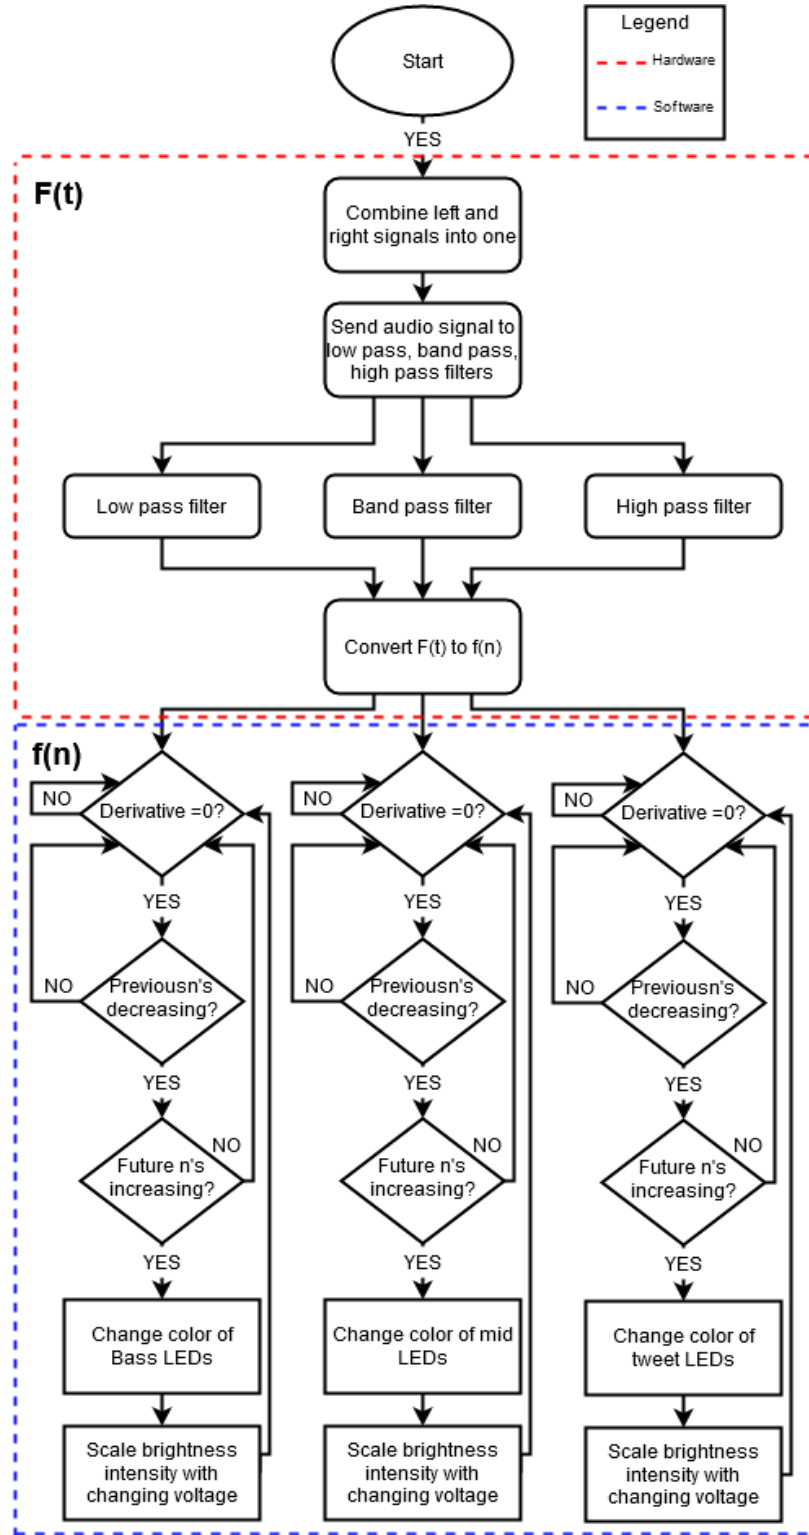 Start
Legend
Hardware
Software
YES
F(t)
Combine left and
right signals into one
Send audio signal to
low pass, band pass,
high pass filters
Low pass filter
Band pass filter
High pass filter
Convert F(t) to f(n)
f(n)
Derivative =0?
NO
YES
Previousn's
decreasing?
NO
YES
Future n's
increasing?
NO
YES
Change color of
Bass LEDs
Scale brightness
intensity with
changing voltage
Derivative =0?
NO
YES
Previousn's
decreasing?
NO
YES
Future n's
increasing?
NO
YES
Change color of mid
LEDs
Scale brightness
intensity with
changing voltage
Derivative =0?
NO
YES
Previousn's
decreasing?
NO
YES
Future n's
increasing?
NO
YES
Change color of
tweet LEDs
Scale brightness
intensity with
changing voltage